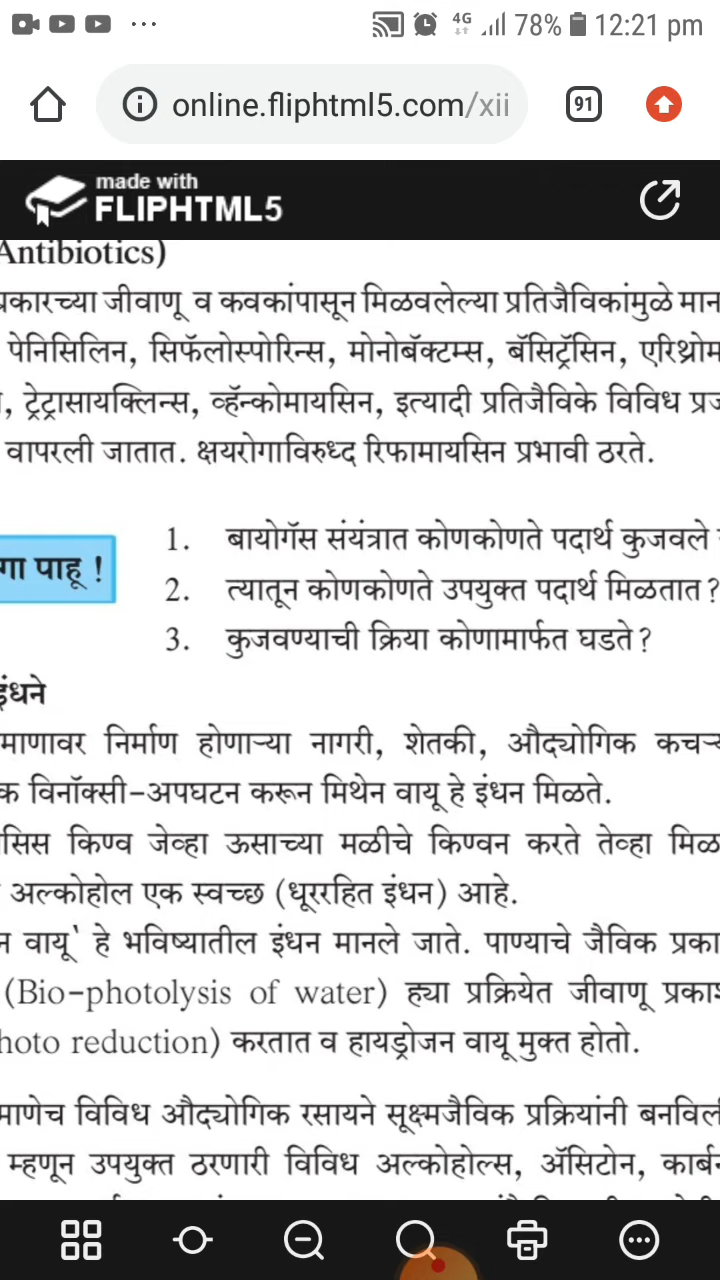 4G 78% 12:21 pm
online.fliphtml5.com/xii 91
made with
FLIPHTML5
Antibiotics)
प्रकारच्या जीवाणू व कवकांपासून मिळवलेल्या प्रतिजैविकांमुळे मान
पेनिसिलिन, सिफॅलोस्पोरिन्स, मोनोबॅक्टम्स, बॅसिट्रॅसिन, एरिथ्रोम
, ट्रेट्रासायक्लिन्स, व्हॅन्कोमायसिन, इत्यादी प्रतिजैविके विविध प्रज
वापरली जातात. क्षयरोगाविरुध्द रिफामायसिन प्रभावी ठरते.
गा पाहू !
1. बायोगॅस संयंत्रात कोणकोणते पदार्थ कुजवले
2. त्यातून कोणकोणते उपयुक्त पदार्थ मिळतात?
3. कुजवण्याची क्रिया कोणामार्फत घडते?
इंधने
माणावर निर्माण होणाऱ्या नागरी, शेतकी, औद्योगिक कचऱ्
क विनॉक्सी-अपघटन करून मिथेन वायू हे इंधन मिळते.
सिस किण्व जेव्हा ऊसाच्या मळीचे किण्वन करते तेव्हा मिळ
अल्कोहोल एक स्वच्छ (धूररहित इंधन) आहे.
न वायू' हे भविष्यातील इंधन मानले जाते. पाण्याचे जैविक प्रका
(Bio-photolysis of water) ह्या प्रक्रियेत जीवाणू प्रकाश
hoto reduction) करतात व हायड्रोजन वायू मुक्त होतो.
माणेच विविध औद्योगिक रसायने सूक्ष्मजैविक प्रक्रियांनी बनविल
म्हणून उपयुक्त ठरणारी विविध अल्कोहोल्स, ॲसिटोन, कार्बन